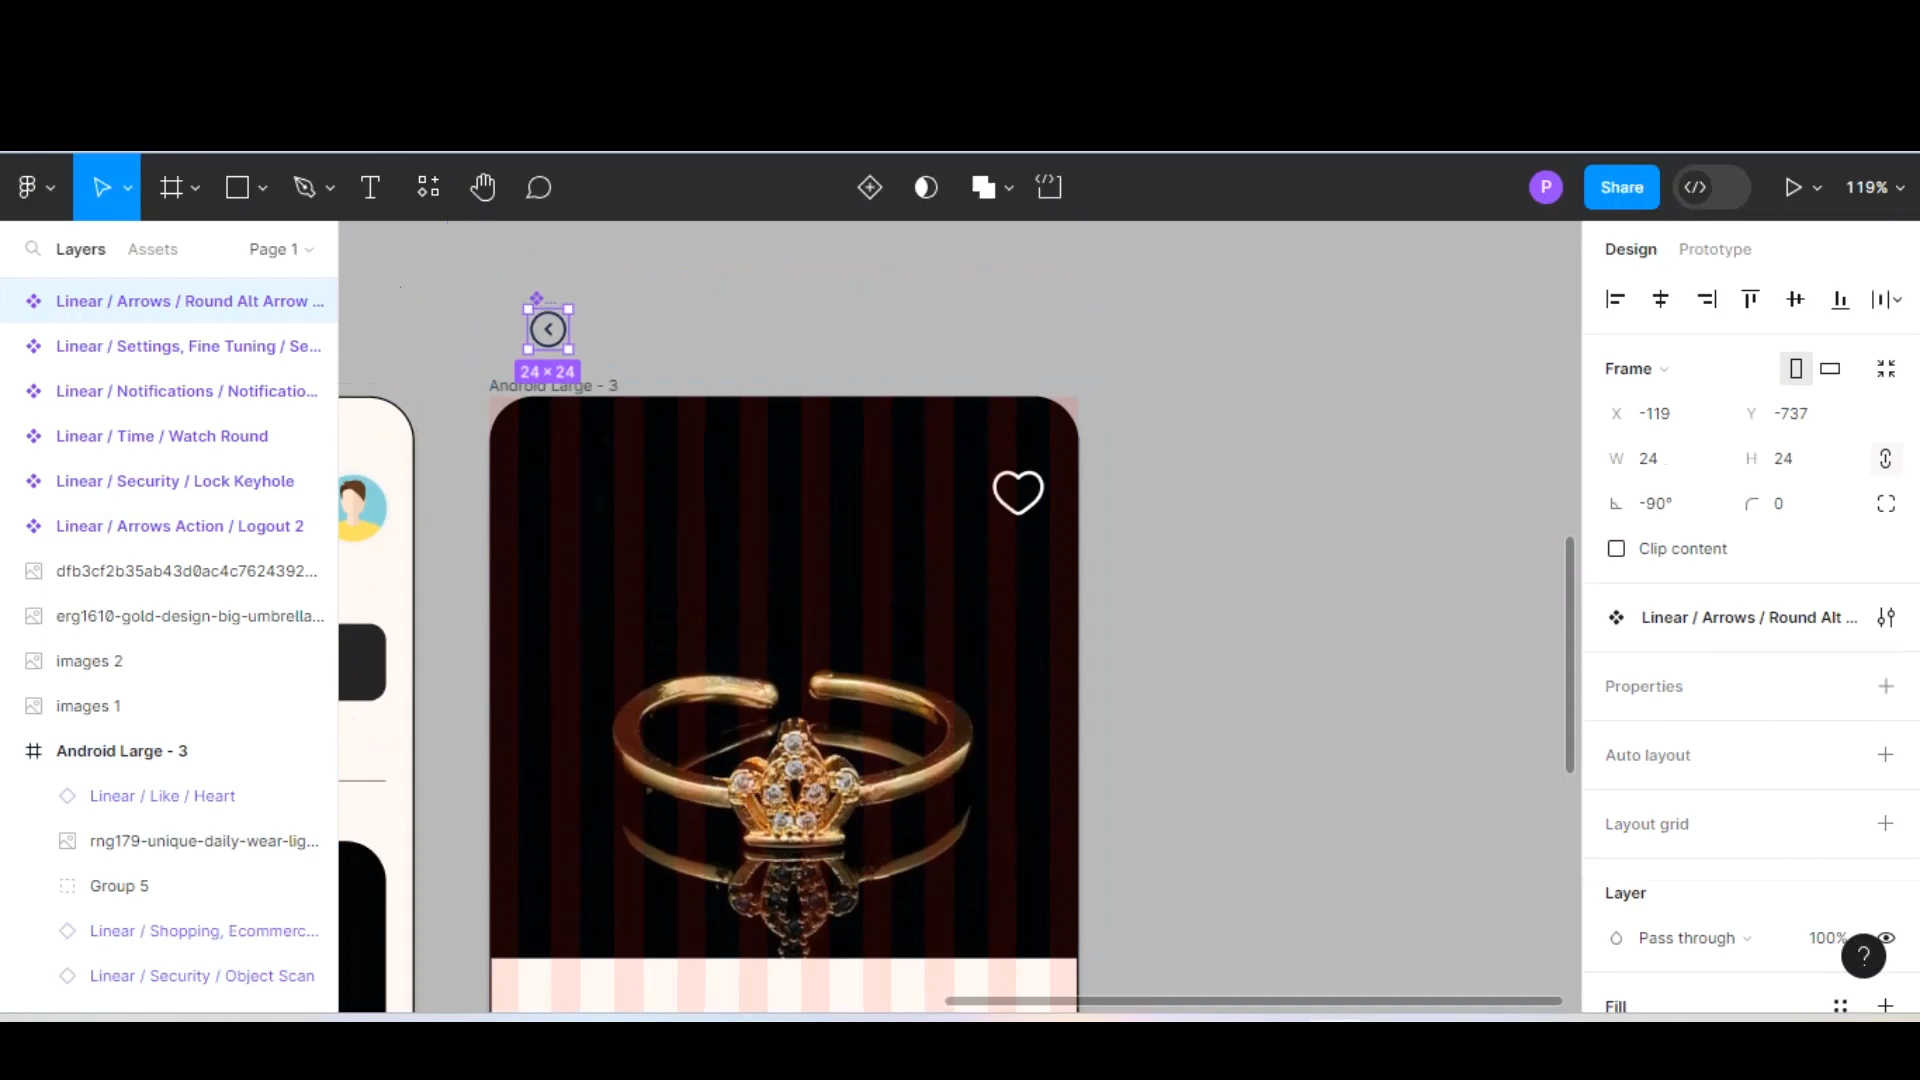 P
Share
119%
Layers
Assets
Page 1
Linear / Arrows / Round Alt Arrow ...
Linear / Settings, Fine Tuning / Se...
Linear / Notifications / Notificatio...
Linear / Time / Watch Round
Linear / Security / Lock Keyhole
Linear / Arrows Action / Logout 2
dfb3cf2b35ab43d0ac4c7624392...
erg1610-gold-design-big-umbrella...
images 2
images 1
Android Large - 3
Linear / Like / Heart
rng179-unique-daily-wear-lig...
Group 5
Linear / Shopping, Ecommerc...
Linear / Security / Object Scan
...
24 × 24
Android Large - 3
Design
Prototype
Frame
X -119
Y -737
W 24
H 24
-90°
0
Clip content
Linear / Arrows / Round Alt ...
Properties
Auto layout
Layout grid
Layer
Pass through
100%
?
Fill